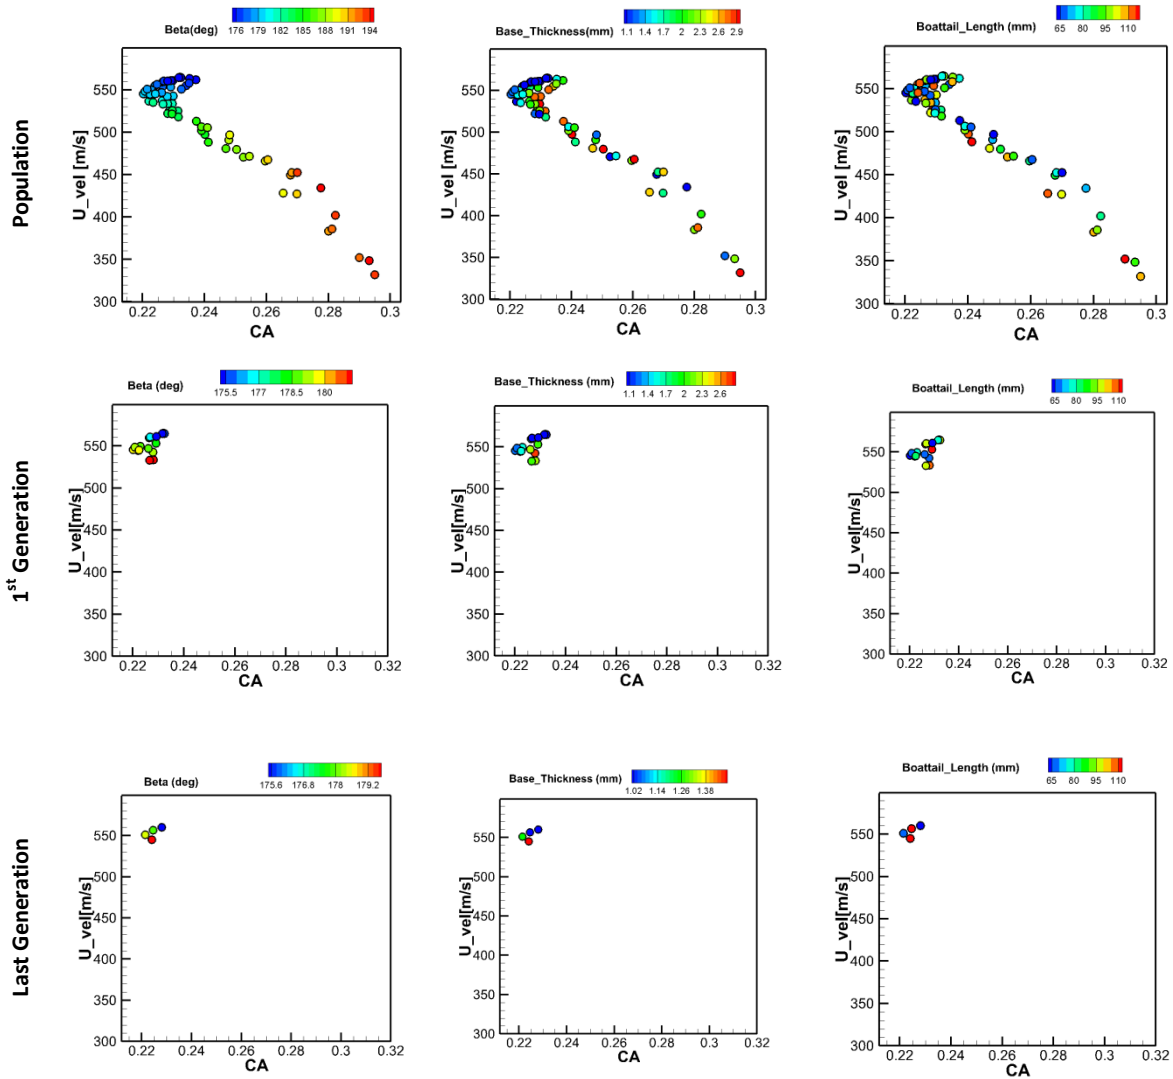 Beta(deg)
176 179 182 185 188 191 194
Base_Thickness(mm)
1.1 1.4 1.7 2 2.3 2.6 2.9
Boattail_Length (mm)
65 80 95 110
Population
U_vel [m/s]
550
500
450
400
350
300
0.22 0.24 0.26 0.28 0.3
CA
U_vel [m/s]
550
500
450
400
350
300
0.22 0.24 0.26 0.28 0.3
CA
U_vel [m/s]
550
500
450
400
350
300
0.22 0.24 0.26 0.28 0.3
CA
Beta (deg)
175.5 177 178.5 180
Base_Thickness (mm)
1.1 1.4 1.7 2 2.3 2.6
Boattail_Length (mm)
65 80 95 110
1st Generation
U_vel[m/s]
550
500
450
400
350
300
0.22 0.24 0.26 0.28 0.3 0.32
CA
U_vel[m/s]
550
500
450
400
350
300
0.22 0.24 0.26 0.28 0.3 0.32
CA
U_vel[m/s]
550
500
450
400
350
300
0.22 0.24 0.26 0.28 0.3 0.32
CA
Beta (deg)
175.6 176.8 178 179.2
Base_Thickness (mm)
1.02 1.14 1.26 1.38
Boattail_Length (mm)
65 80 95 110
Last Generation
U_vel[m/s]
550
500
450
400
350
300
0.22 0.24 0.26 0.28 0.3 0.32
CA
U_vel[m/s]
550
500
450
400
350
300
0.22 0.24 0.26 0.28 0.3 0.32
CA
U_vel[m/s]
550
500
450
400
350
300
0.22 0.24 0.26 0.28 0.3 0.32
CA